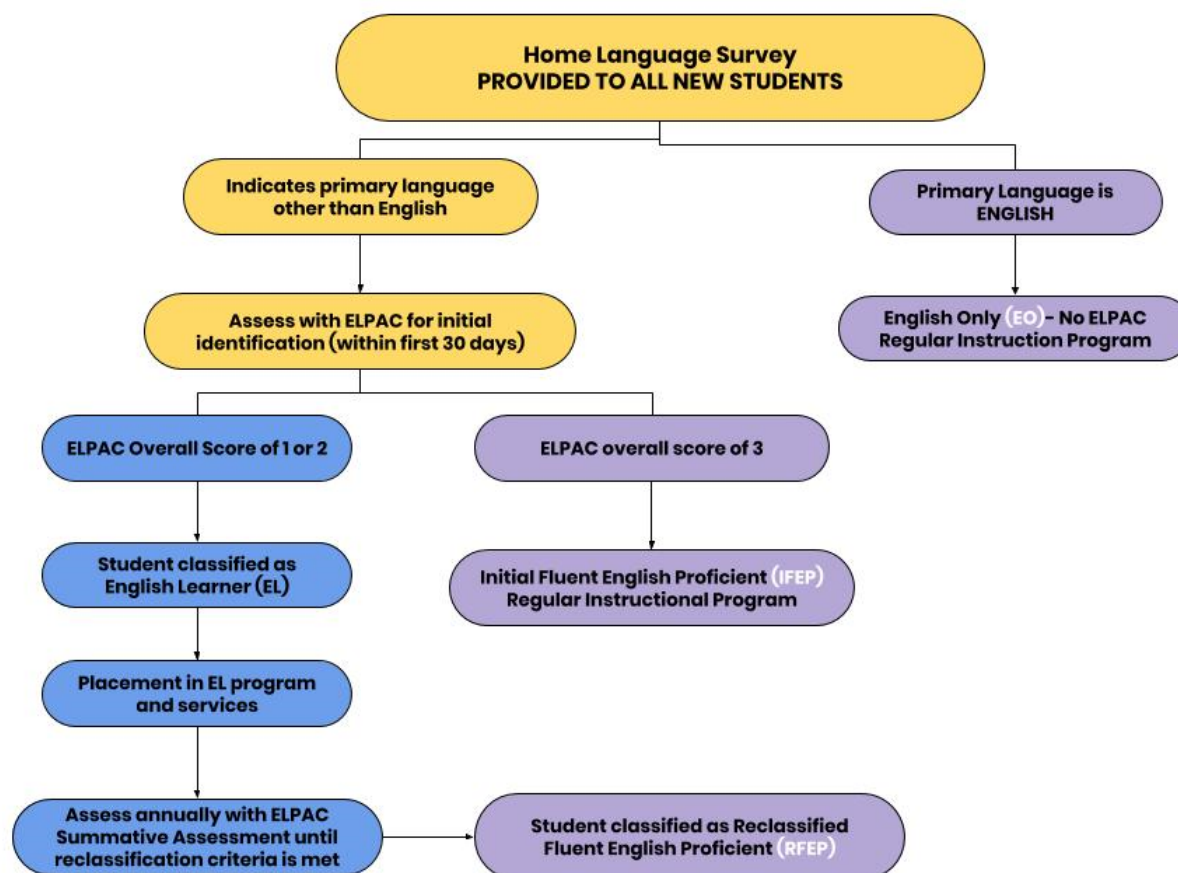 Home Language Survey
PROVIDED TO ALL NEW STUDENTS
Indicates primary language
other than English
Primary Language is
ENGLISH
Assess with ELPAC for initial
identification (within first 30 days)
English Only (EO)- No ELPAC
Regular Instruction Program
ELPAC Overall Score of 1 or 2
ELPAC overall score of 3
Student classified as
English Learner (EL)
Initial Fluent English Proficient (IFEP)
Regular Instructional Program
Placement in EL program
and services
Assess annually with ELPAC
Summative Assessment until
reclassification criteria is met
Student classified as Reclassified
Fluent English Proficient (RFEP)